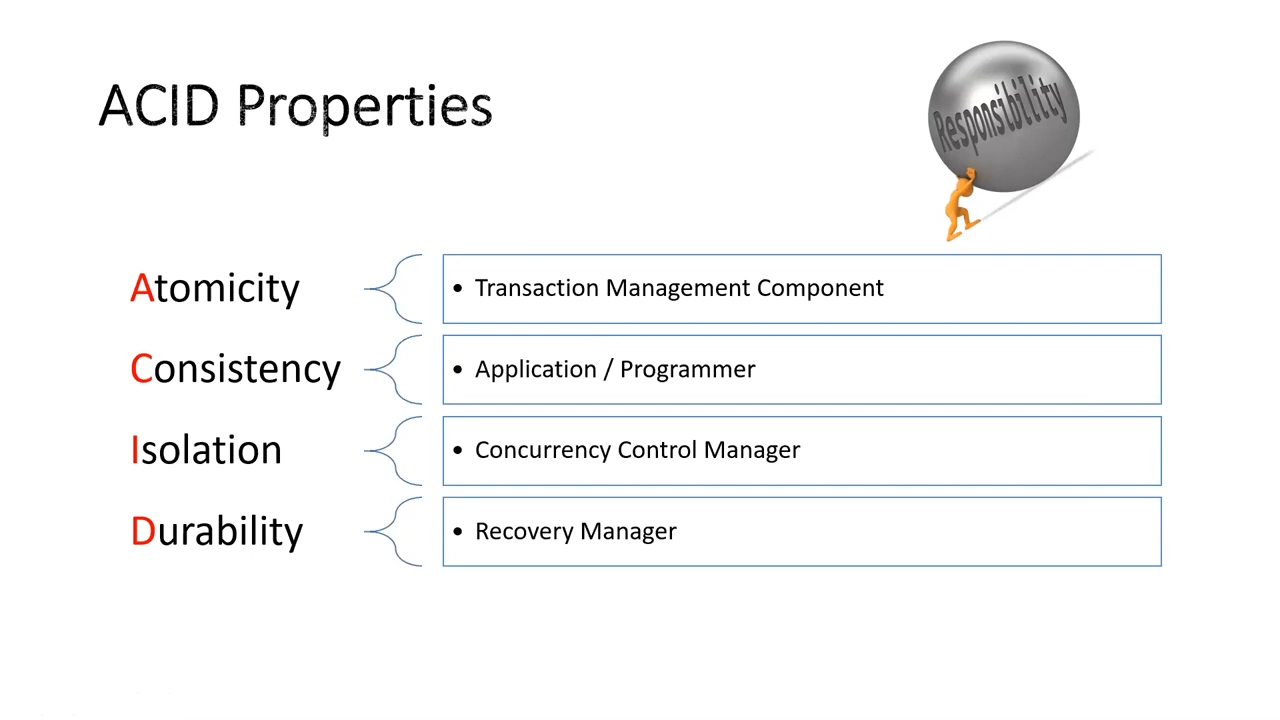 ACID Properties
Responsibility
Atomicity
• Transaction Management Component
Consistency
• Application / Programmer
Isolation
• Concurrency Control Manager
Durability
• Recovery Manager